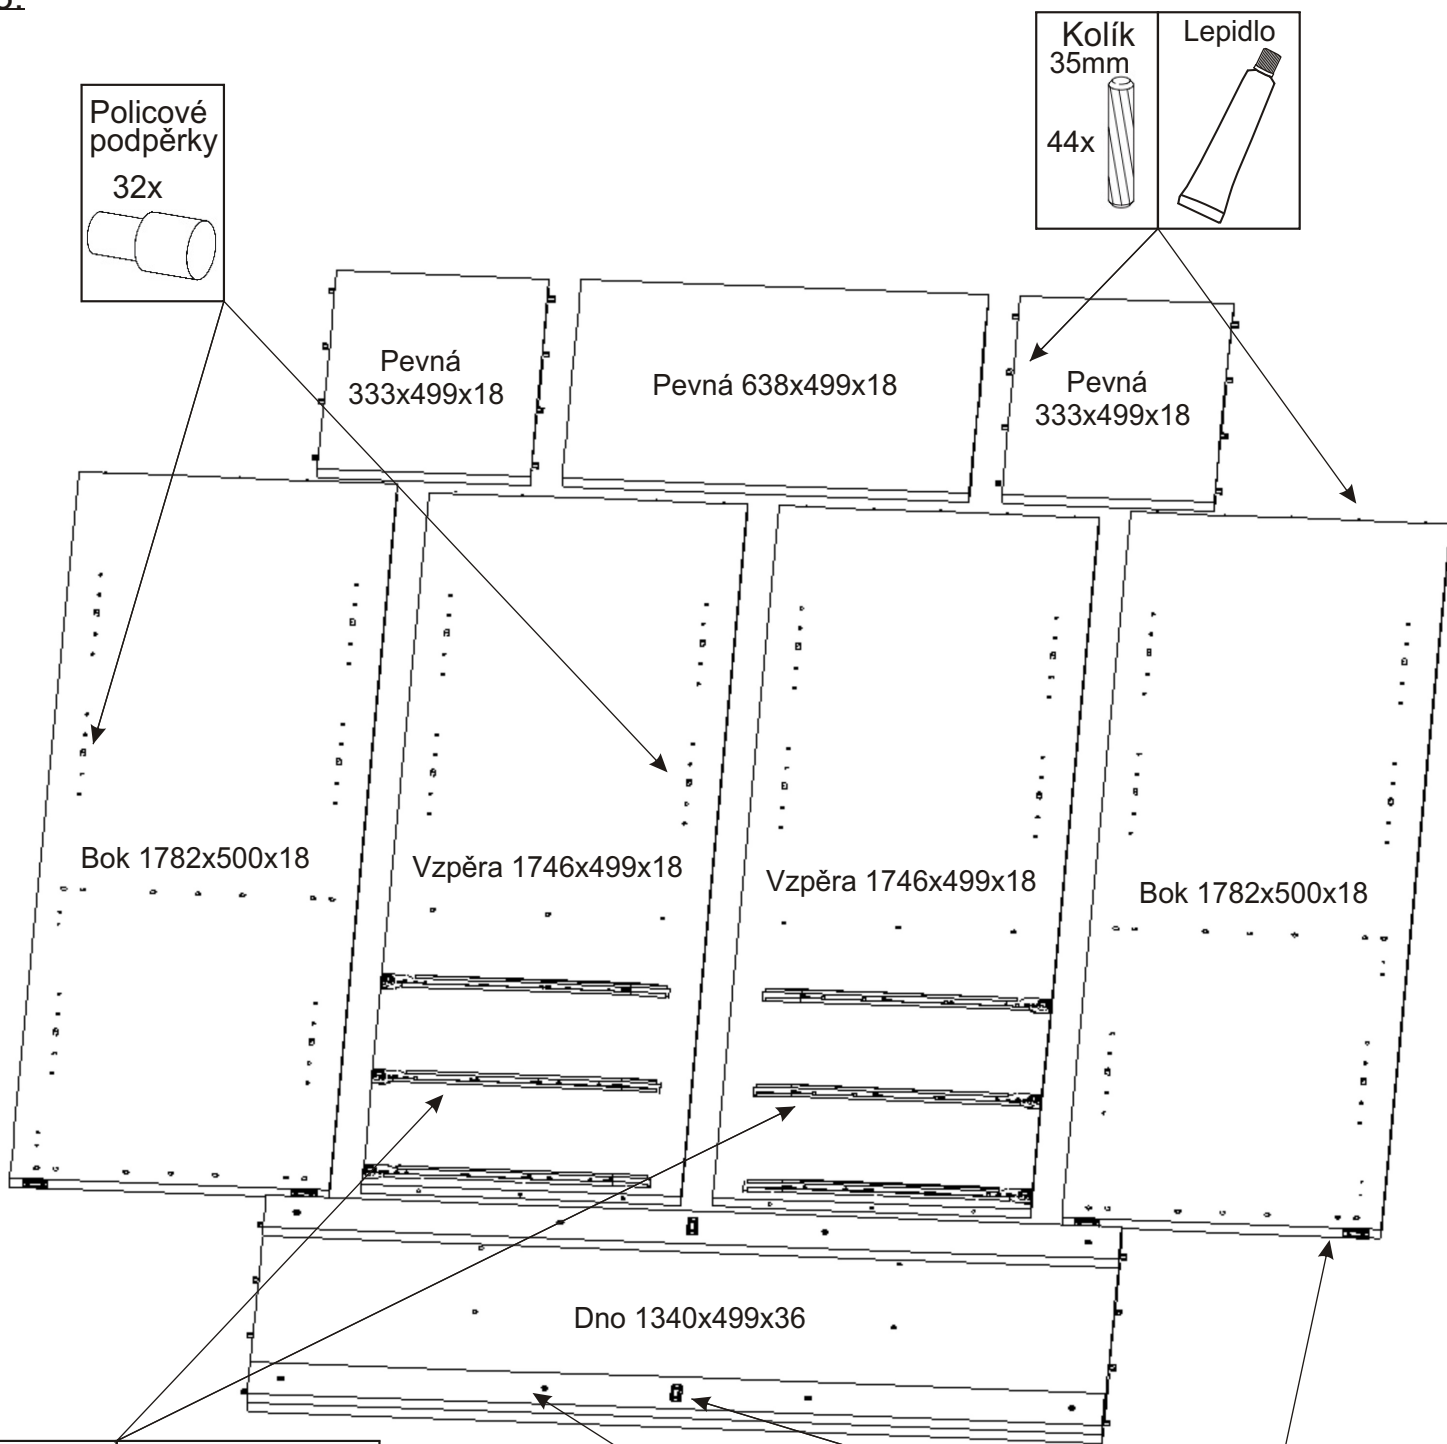 Kolík
35mm
44x
Lepidlo
Policové
podpěrky
32x
Pevná
333x499x18
Pevná 638x499x18
Pevná
333x499x18
Bok 1782x500x18
Vzpěra 1746x499x18
Vzpěra 1746x499x18
Bok 1782x500x18
Dno 1340x499x36